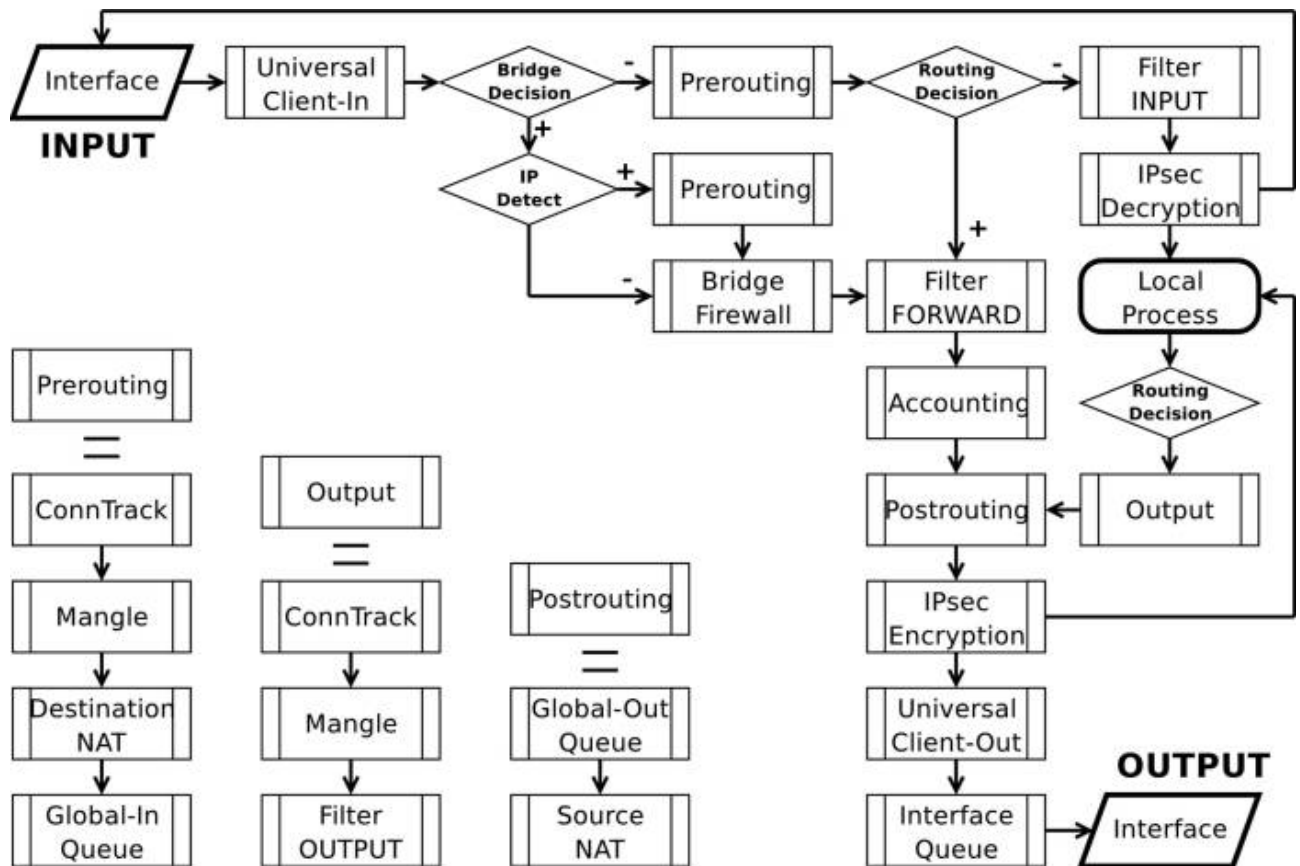 Interface
INPUT
Universal
Client-In
Bridge
Decision
-
+
Prerouting
Routing
Decision
-
+
Filter
INPUT
IP
Detect
+
-
Prerouting
IPsec
Decryption
Bridge
Firewall
Filter
FORWARD
Local
Process
Accounting
Routing
Decision
Postrouting
Output
IPsec
Encryption
Universal
Client-Out
Interface
Queue
OUTPUT
Interface
Prerouting
=
ConnTrack
Mangle
Destination
NAT
Global-In
Queue
Output
=
ConnTrack
Mangle
Filter
OUTPUT
Postrouting
=
Global-Out
Queue
Source
NAT